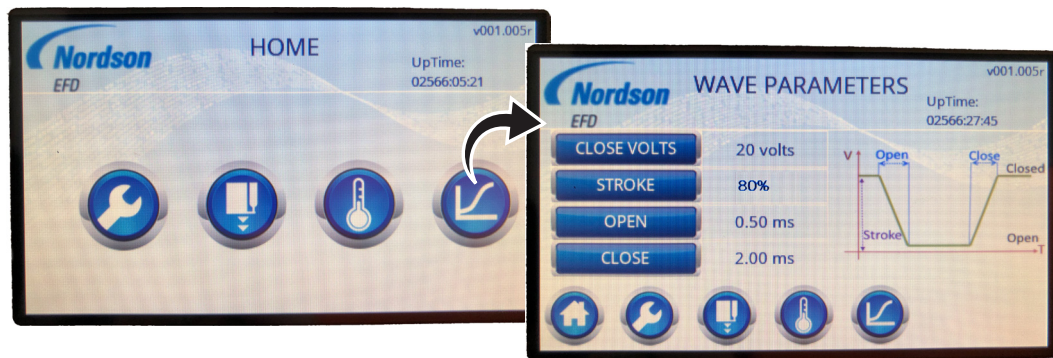 Nordson
EFD
HOME
v001.005r
UpTime:
02566:05:21
Nordson
EFD
WAVE PARAMETERS
v001.005r
UpTime:
02566:27:45
CLOSE VOLTS 20 volts
STROKE 80%
OPEN 0.50 ms
CLOSE 2.00 ms
V Open Close
Closed
Stroke
Open
T